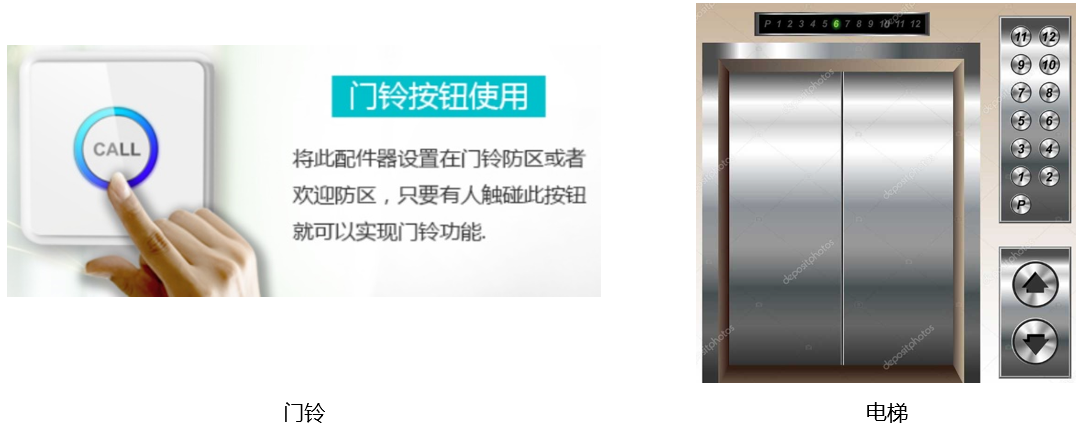 CALL
门铃按钮使用
将此配件器设置在门铃防区或者
欢迎防区，只要有人触碰此按钮
就可以实现门铃功能.
门铃
P 1 2 3 4 5 6 7 8 9 10 11 12
11 12
9 10
7 8
5 6
3 4
1 2
P
depositphotos
depositphotos
depositphotos
depositphotos
电梯